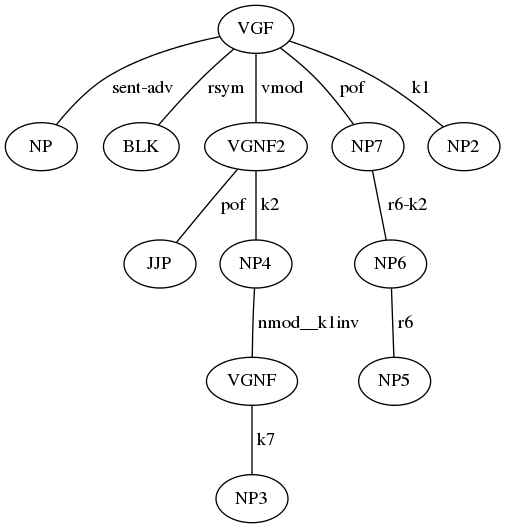 VGF
sent-adv rsym vmod pof k1
NP BLK VGNF2 NP7 NP2
pof k2 r6-k2
JJP NP4 NP6
nmod__k1inv r6
VGNF NP5
k7
NP3